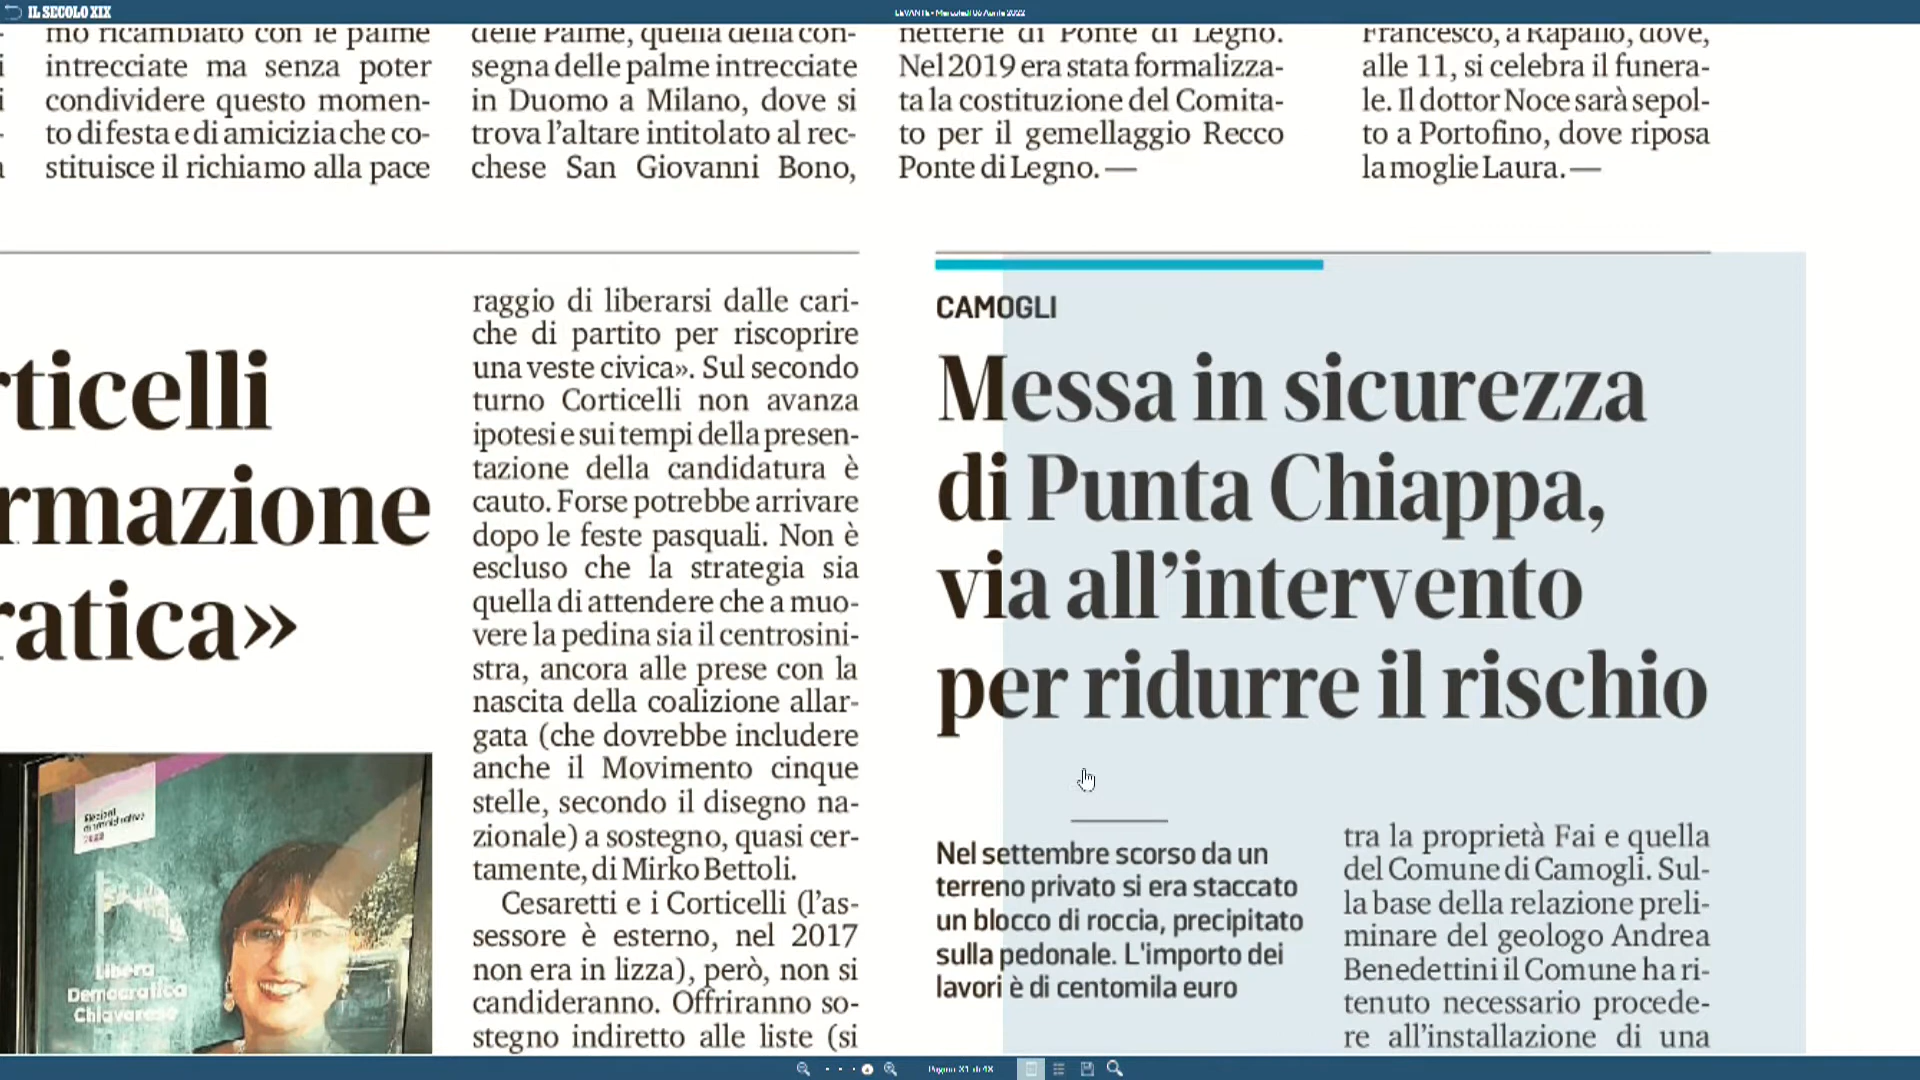 IL SECOLO XIX
LEVANTE - Mercoledì 06 Aprile 2022
mo ricambiato con le palme
intrecciate ma senza poter
condividere questo momen-
to di festa e di amicizia che co-
stituisce il richiamo alla pace
delle Palme, quella della con-
segna delle palme intrecciate
in Duomo a Milano, dove si
trova l'altare intitolato al rec-
chese San Giovanni Bono,
netterie di Ponte di Legno.
Nel 2019 era stata formalizza-
ta la costituzione del Comita-
to per il gemellaggio Recco
Ponte di Legno. —
Francesco, a Rapallo, dove,
alle 11, si celebra il funera-
le. Il dottor Noce sarà sepol-
to a Portofino, dove riposa
la moglie Laura. —
rticelli
rmazione
ratica»
Elezioni
amministrative
2022
Libera
Democratica
Chiavarese
raggio di liberarsi dalle cari-
che di partito per riscoprire
una veste civica». Sul secondo
turno Corticelli non avanza
ipotesi e sui tempi della presen-
tazione della candidatura è
cauto. Forse potrebbe arrivare
dopo le feste pasquali. Non è
escluso che la strategia sia
quella di attendere che a muo-
vere la pedina sia il centrosini-
stra, ancora alle prese con la
nascita della coalizione allar-
gata (che dovrebbe includere
anche il Movimento cinque
stelle, secondo il disegno na-
zionale) a sostegno, quasi cer-
tamente, di Mirko Bettoli.
Cesaretti e i Corticelli (l'as-
sessore è esterno, nel 2017
non era in lizza), però, non si
candideranno. Offriranno so-
stegno indiretto alle liste (si
CAMOGLI
Messa in sicurezza
di Punta Chiappa,
via all'intervento
per ridurre il rischio
Nel settembre scorso da un
terreno privato si era staccato
un blocco di roccia, precipitato
sulla pedonale. L'importo dei
lavori è di centomila euro
tra la proprietà Fai e quella
del Comune di Camogli. Sul-
la base della relazione preli-
minare del geologo Andrea
Benedettini il Comune ha ri-
tenuto necessario procede-
re all'installazione di una
Pagina 31 di 48